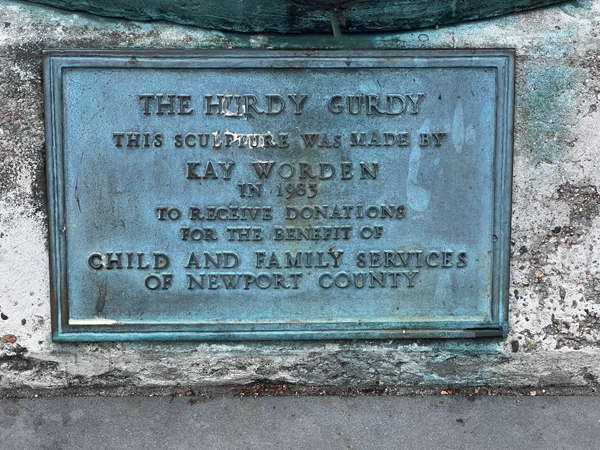 THE HURDY GURDY
THIS SCULPTURE WAS MADE BY
KAY WORDEN
IN 1985
TO RECEIVE DONATIONS
FOR THE BENEFIT OF
CHILD AND FAMILY SERVICES
OF NEWPORT COUNTY